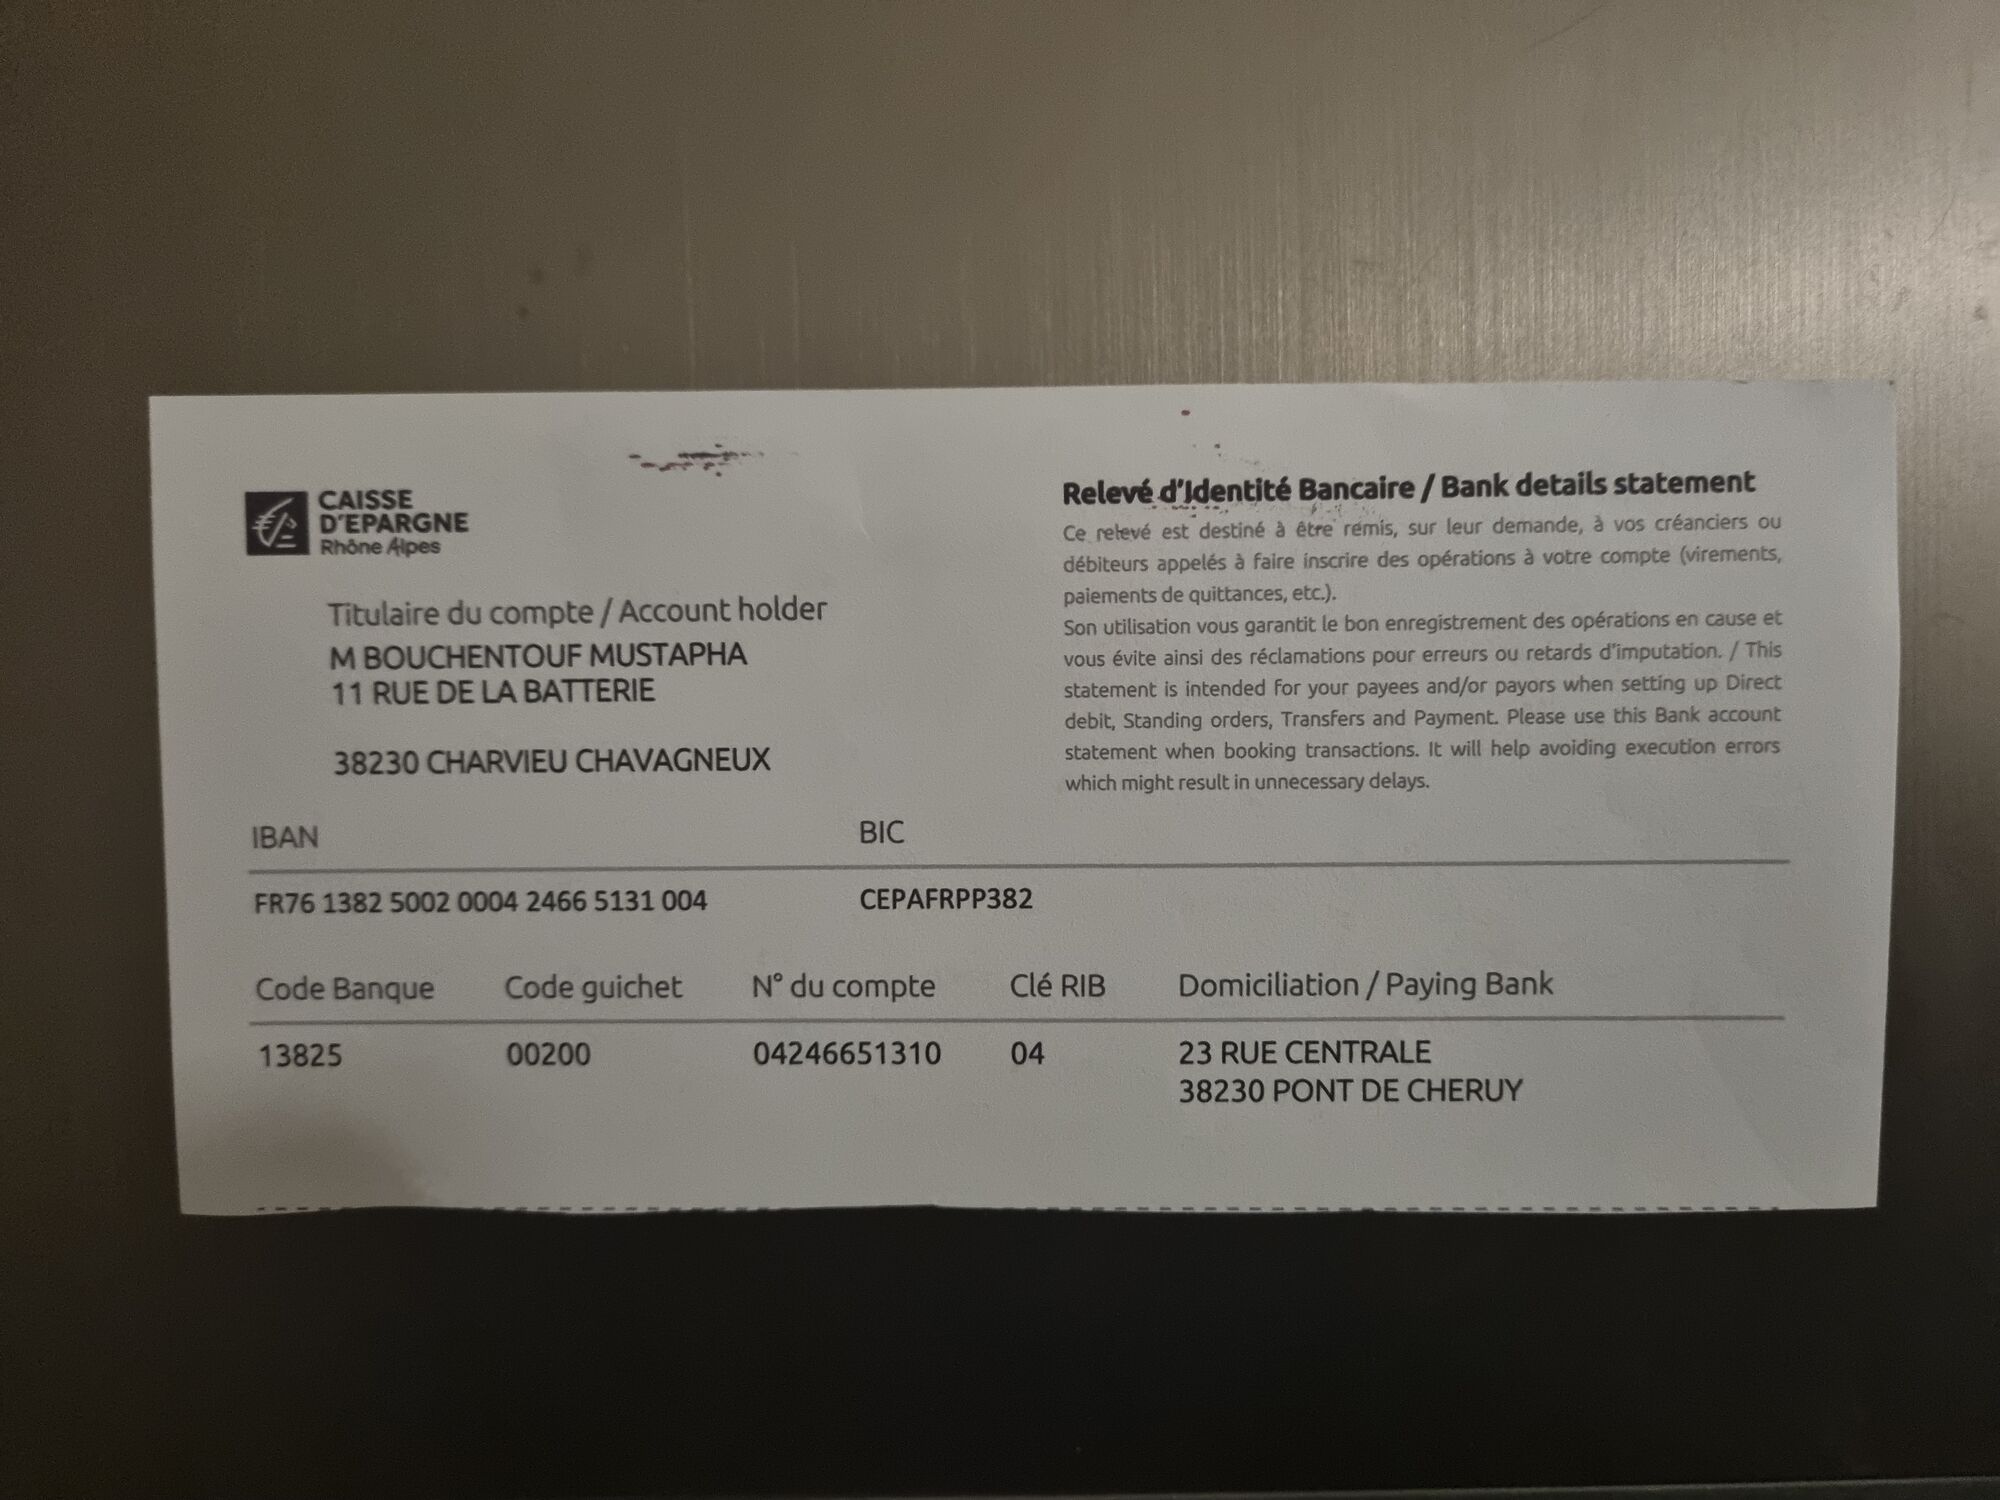 CAISSE
D'EPARGNE
Rhône Alpes
Titulaire du compte / Account holder
M BOUCHENTOUF MUSTAPHA
11 RUE DE LA BATTERIE
38230 CHARVIEU CHAVAGNEUX
Relevé d'Identité Bancaire / Bank details statement
Ce relevé est destiné à être remis, sur leur demande, à vos créanciers ou
débiteurs appelés à faire inscrire des opérations à votre compte (virements,
paiements de quittances, etc.).
Son utilisation vous garantit le bon enregistrement des opérations en cause et
vous évite ainsi des réclamations pour erreurs ou retards d'imputation. / This
statement is intended for your payees and/or payors when setting up Direct
debit, Standing orders, Transfers and Payment. Please use this Bank account
statement when booking transactions. It will help avoiding execution errors
which might result in unnecessary delays.
IBAN BIC
FR76 1382 5002 0004 2466 5131 004 CEPAFRPP382
Code Banque Code guichet N° du compte Clé RIB Domiciliation / Paying Bank
13825 00200 04246651310 04 23 RUE CENTRALE
38230 PONT DE CHERUY